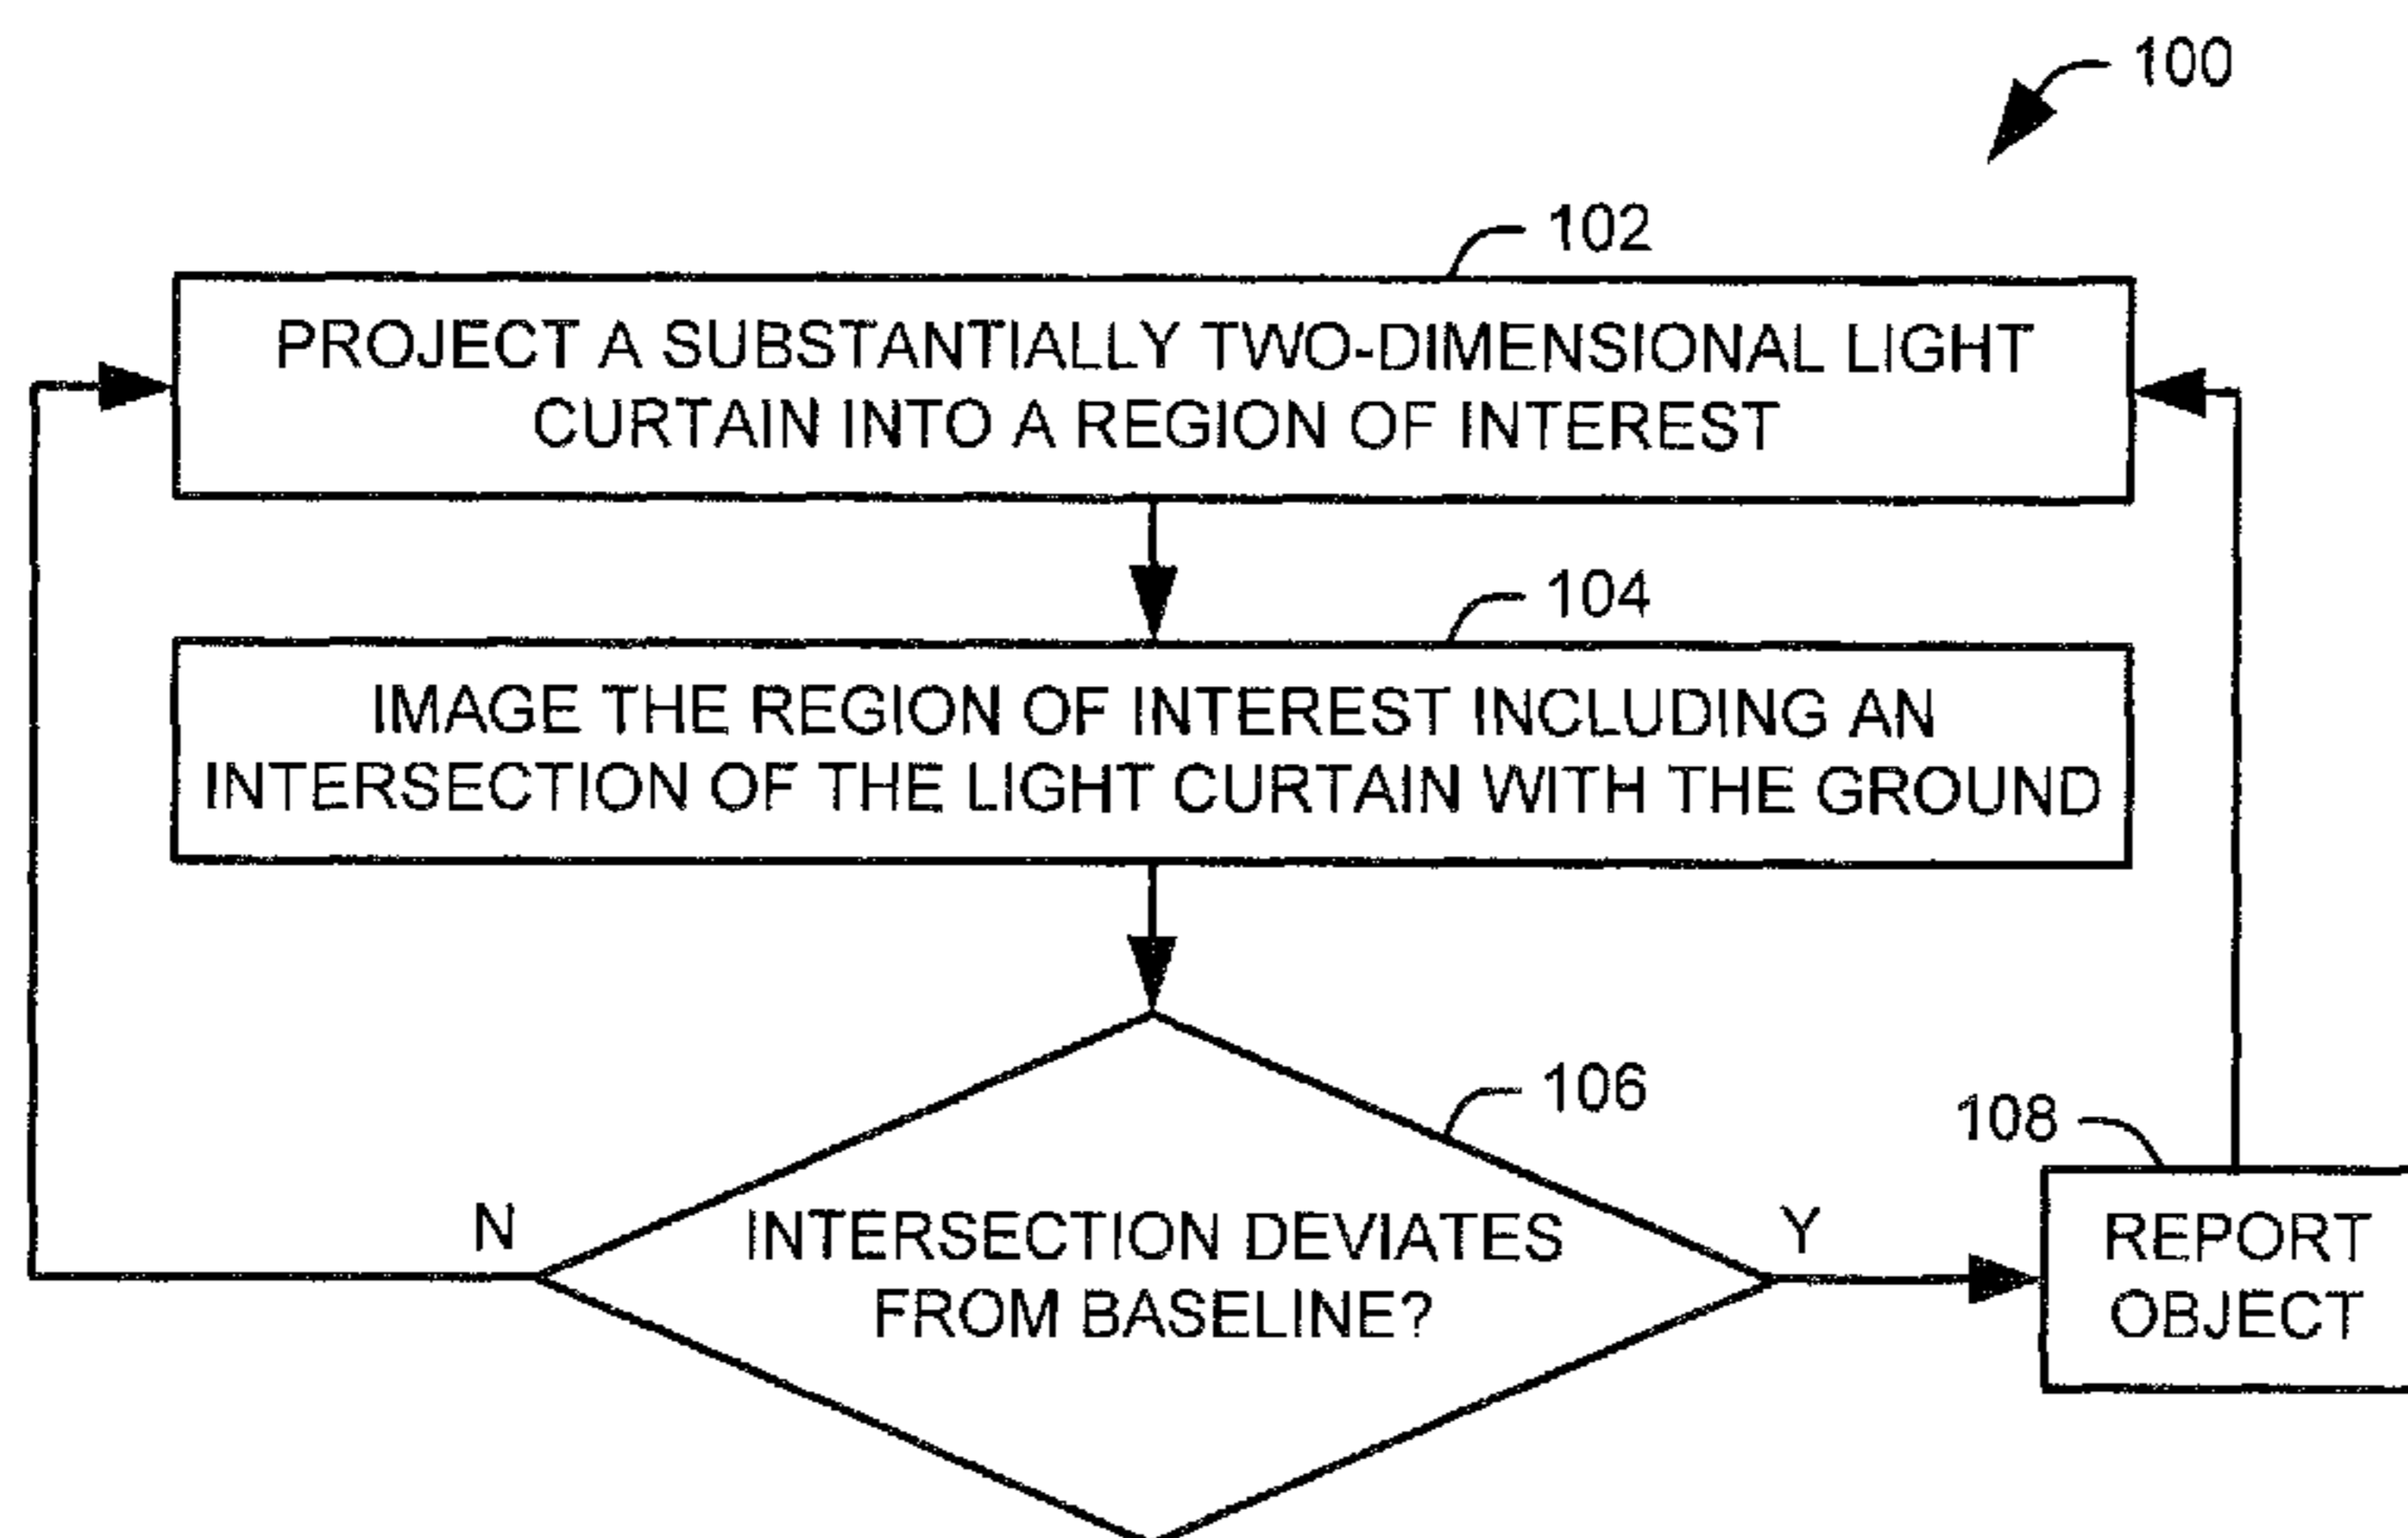 100
102
PROJECT A SUBSTANTIALLY TWO-DIMENSIONAL LIGHT
CURTAIN INTO A REGION OF INTEREST
104
IMAGE THE REGION OF INTEREST INCLUDING AN
INTERSECTION OF THE LIGHT CURTAIN WITH THE GROUND
106
108
N
INTERSECTION DEVIATES
FROM BASELINE?
Y
REPORT
OBJECT